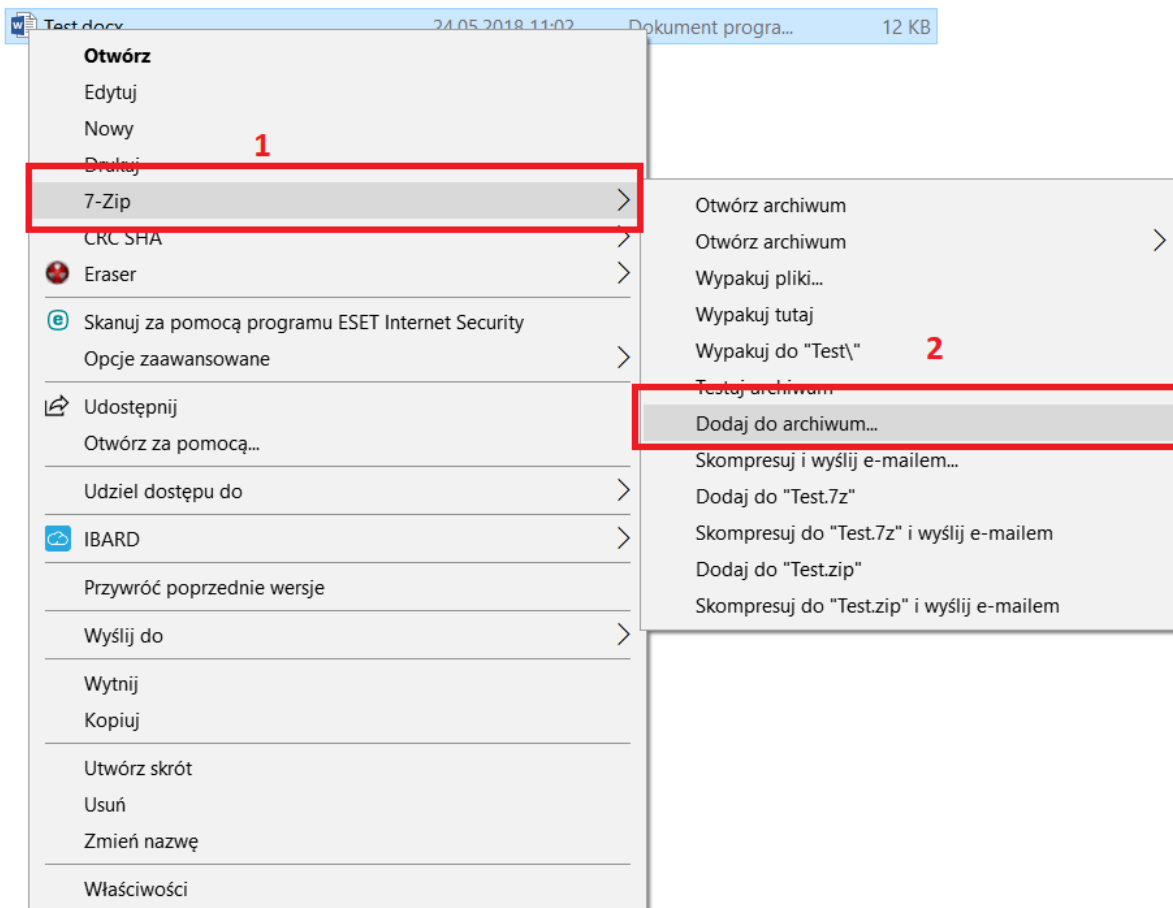 Test.docx 24.05.2018 11:02 Dokument progra... 12 KB
Otwórz
Edytuj
Nowy
1
Drukuj
7-Zip
CRC SHA
Eraser
Skanuj za pomocą programu ESET Internet Security
Opcje zaawansowane
Udostępnij
Otwórz za pomocą...
Udziel dostępu do
IBARD
Przywróć poprzednie wersje
Wyślij do
Wytnij
Kopiuj
Utwórz skrót
Usuń
Zmień nazwę
Właściwości
Otwórz archiwum
Otwórz archiwum
Wypakuj pliki...
Wypakuj tutaj
Wypakuj do "Test\"
2
Testuj archiwum
Dodaj do archiwum...
Skompresuj i wyślij e-mailem...
Dodaj do "Test.7z"
Skompresuj do "Test.7z" i wyślij e-mailem
Dodaj do "Test.zip"
Skompresuj do "Test.zip" i wyślij e-mailem